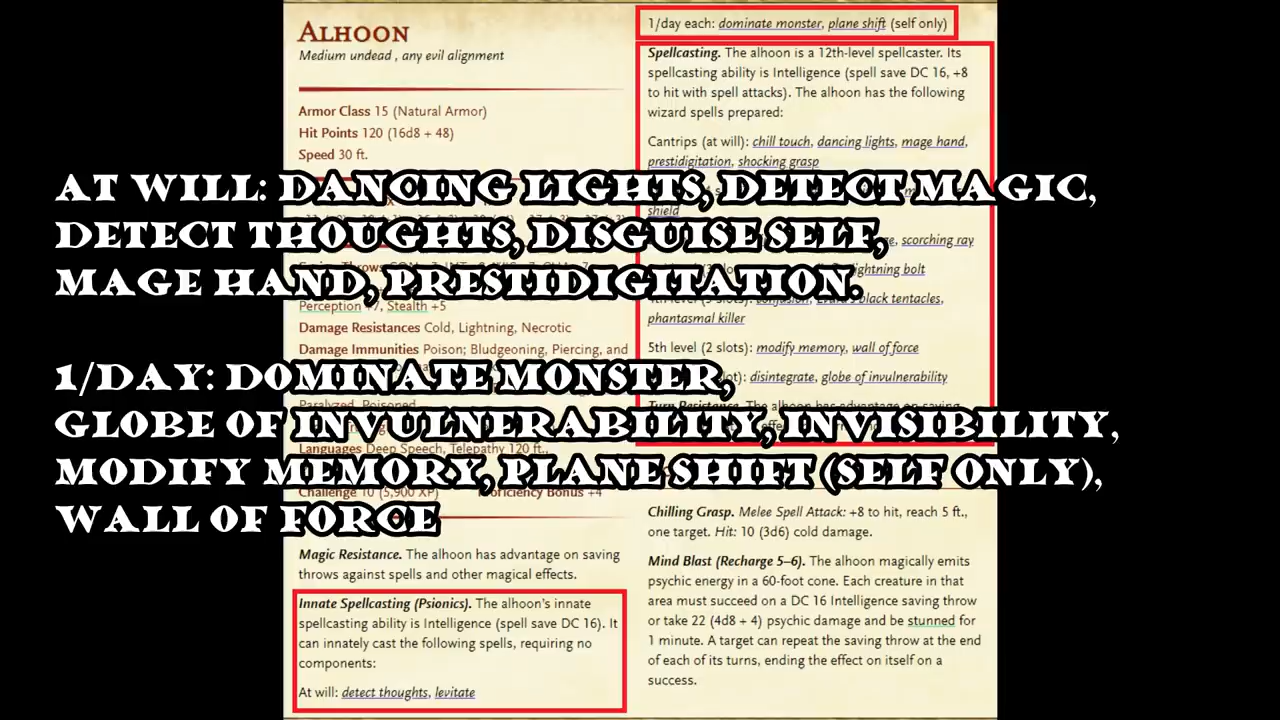 ALHOON
Medium undead , any evil alignment
Armor Class 15 (Natural Armor)
Hit Points 120 (16d8 + 48)
Speed 30 ft.
AT WILL: DANCING LIGHTS, DETECT MAGIC,
DETECT THOUGHTS, DISGUISE SELF,
MAGE HAND, PRESTIDIGITATION.
Perception +7, Stealth +5
Damage Resistances Cold, Lightning, Necrotic
Damage Immunities Poison; Bludgeoning, Piercing, and
1/DAY: DOMINATE MONSTER,
Paralyzed, Poisoned
GLOBE OF INVULNERABILITY, INVISIBILITY,
Languages Deep Speech, Telepathy 120 ft.,
MODIFY MEMORY, PLANE SHIFT (SELF ONLY),
Challenge 10 (5,900 XP) Proficiency Bonus +4
WALL OF FORCE
Magic Resistance. The alhoon has advantage on saving
throws against spells and other magical effects.
Innate Spellcasting (Psionics). The alhoon's innate
spellcasting ability is Intelligence (spell save DC 16). It
can innately cast the following spells, requiring no
components:
At will: detect thoughts, levitate
1/day each: dominate monster, plane shift (self only)
Spellcasting. The alhoon is a 12th-level spellcaster. Its
spellcasting ability is Intelligence (spell save DC 16, +8
to hit with spell attacks). The alhoon has the following
wizard spells prepared:
Cantrips (at will): chill touch, dancing lights, mage hand,
prestidigitation, shocking grasp
shield
scorching ray
lightning bolt
black tentacles,
phantasmal killer
5th level (2 slots): modify memory, wall of force
disintegrate, globe of invulnerability
Chilling Grasp. Melee Spell Attack: +8 to hit, reach 5 ft.,
one target. Hit: 10 (3d6) cold damage.
Mind Blast (Recharge 5–6). The alhoon magically emits
psychic energy in a 60-foot cone. Each creature in that
area must succeed on a DC 16 Intelligence saving throw
or take 22 (4d8 + 4) psychic damage and be stunned for
1 minute. A target can repeat the saving throw at the end
of each of its turns, ending the effect on itself on a
success.